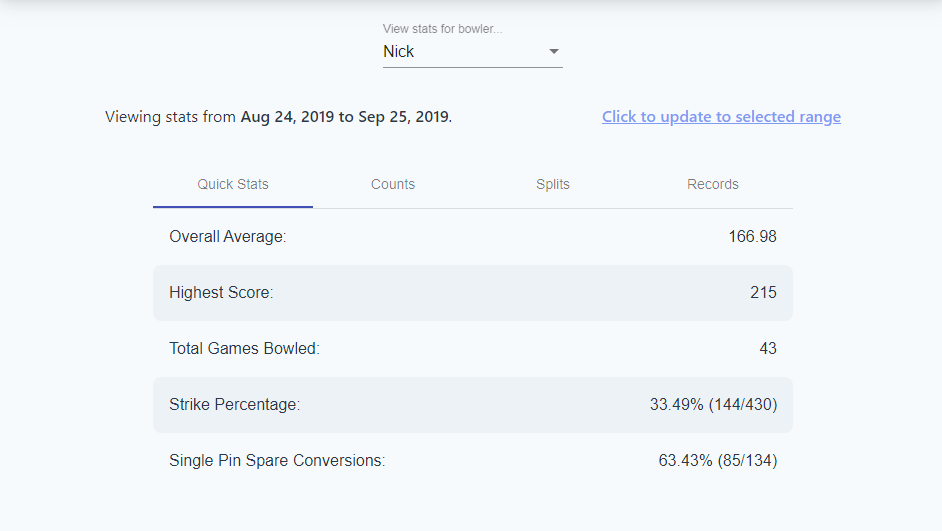 View stats for bowler...
Nick
Viewing stats from Aug 24, 2019 to Sep 25, 2019. Click to update to selected range
Quick Stats Counts Splits Records
Overall Average: 166.98
Highest Score: 215
Total Games Bowled: 43
Strike Percentage: 33.49% (144/430)
Single Pin Spare Conversions: 63.43% (85/134)